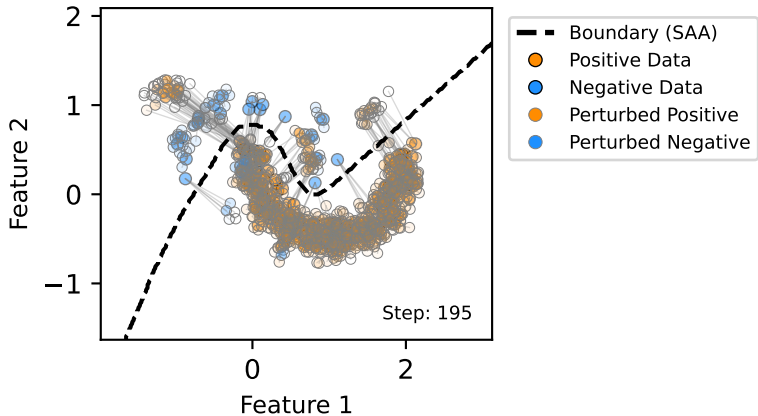 2
1
0
−1
Feature 2
0
2
Feature 1
Step: 195
Boundary (SAA)
Positive Data
Negative Data
Perturbed Positive
Perturbed Negative